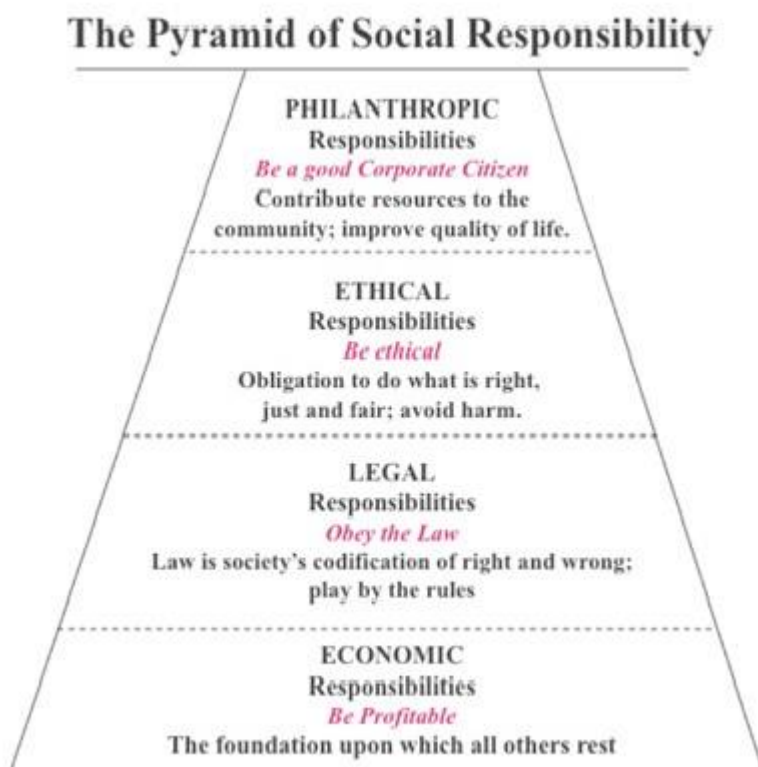 The Pyramid of Social Responsibility
PHILANTHROPIC
Responsibilities
Be a good Corporate Citizen
Contribute resources to the
community; improve quality of life.
ETHICAL
Responsibilities
Be ethical
Obligation to do what is right,
just and fair; avoid harm.
LEGAL
Responsibilities
Obey the Law
Law is society's codification of right and wrong;
play by the rules
ECONOMIC
Responsibilities
Be Profitable
The foundation upon which all others rest